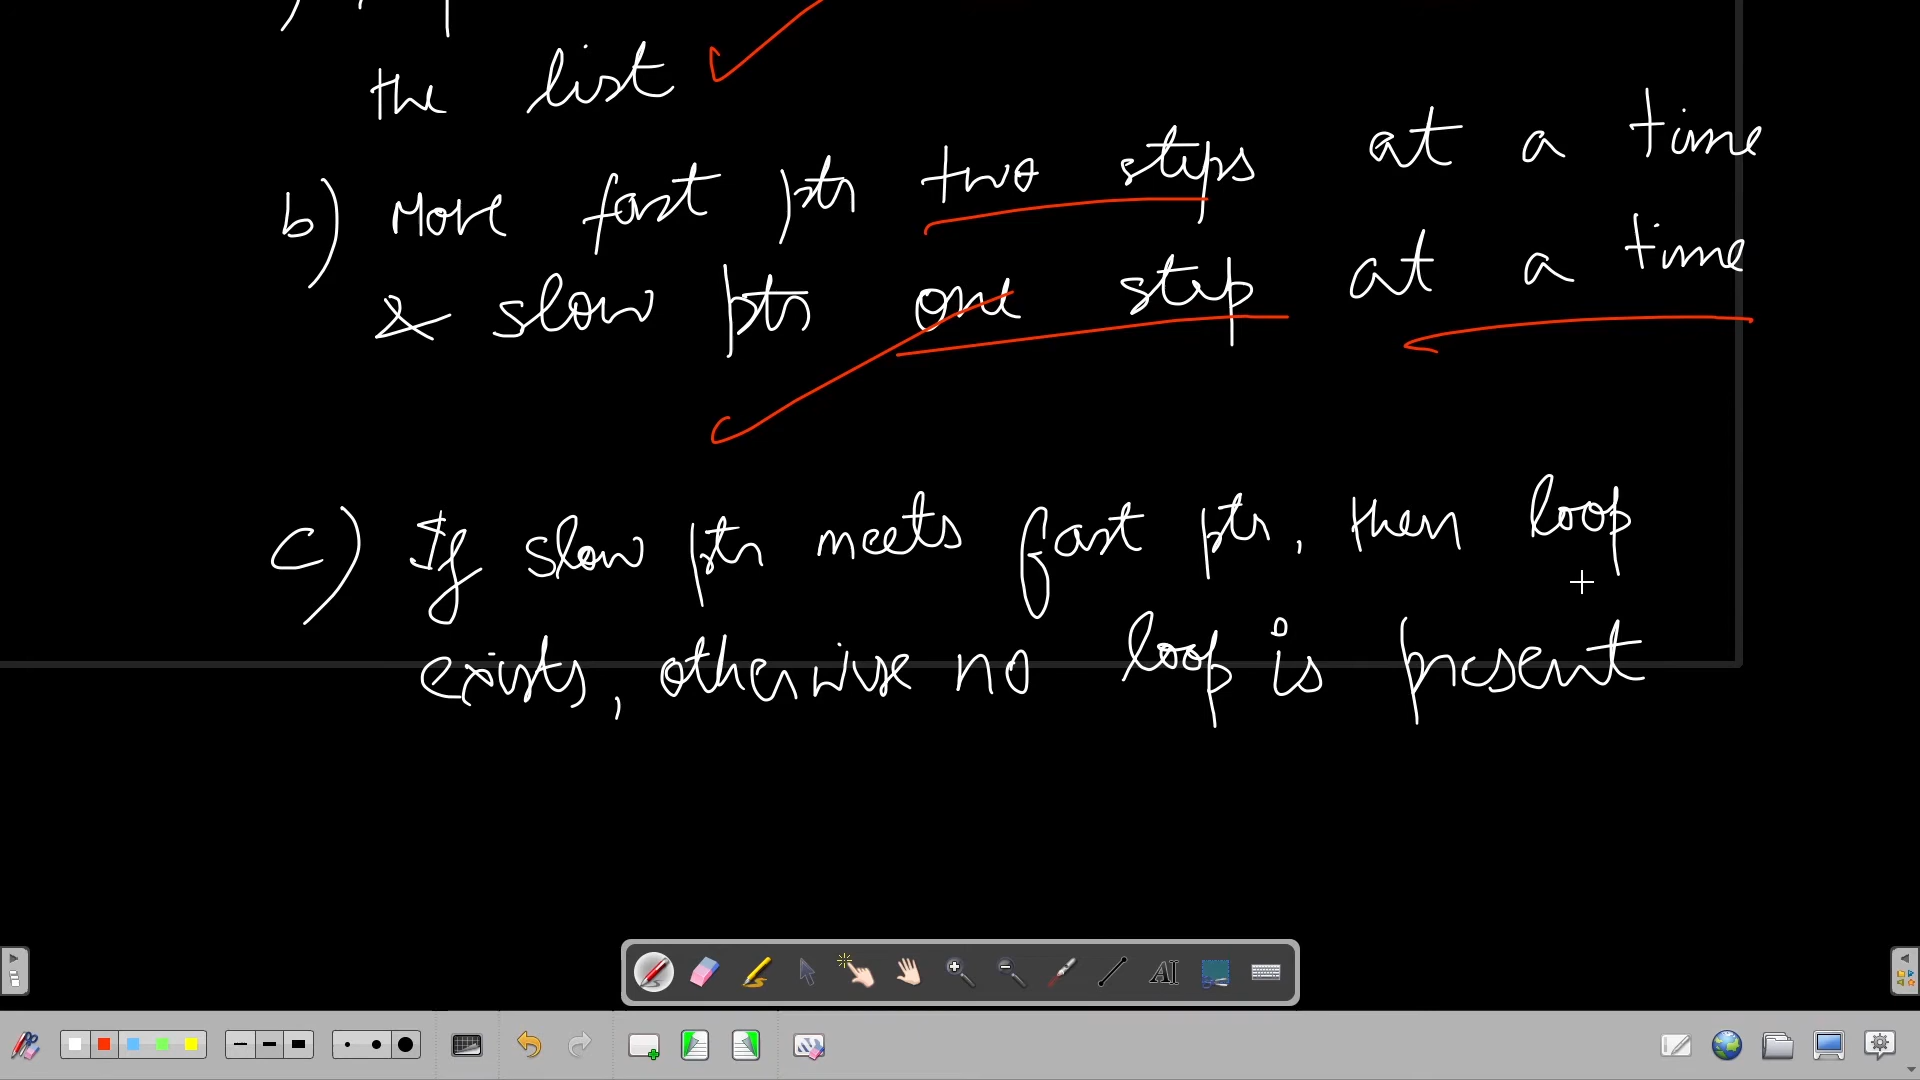 the list
b) Move fast ptr two steps at a time
& slow ptr one step at a time
c) If slow ptr meets fast ptr, then loop
exists, otherwise no loop is present